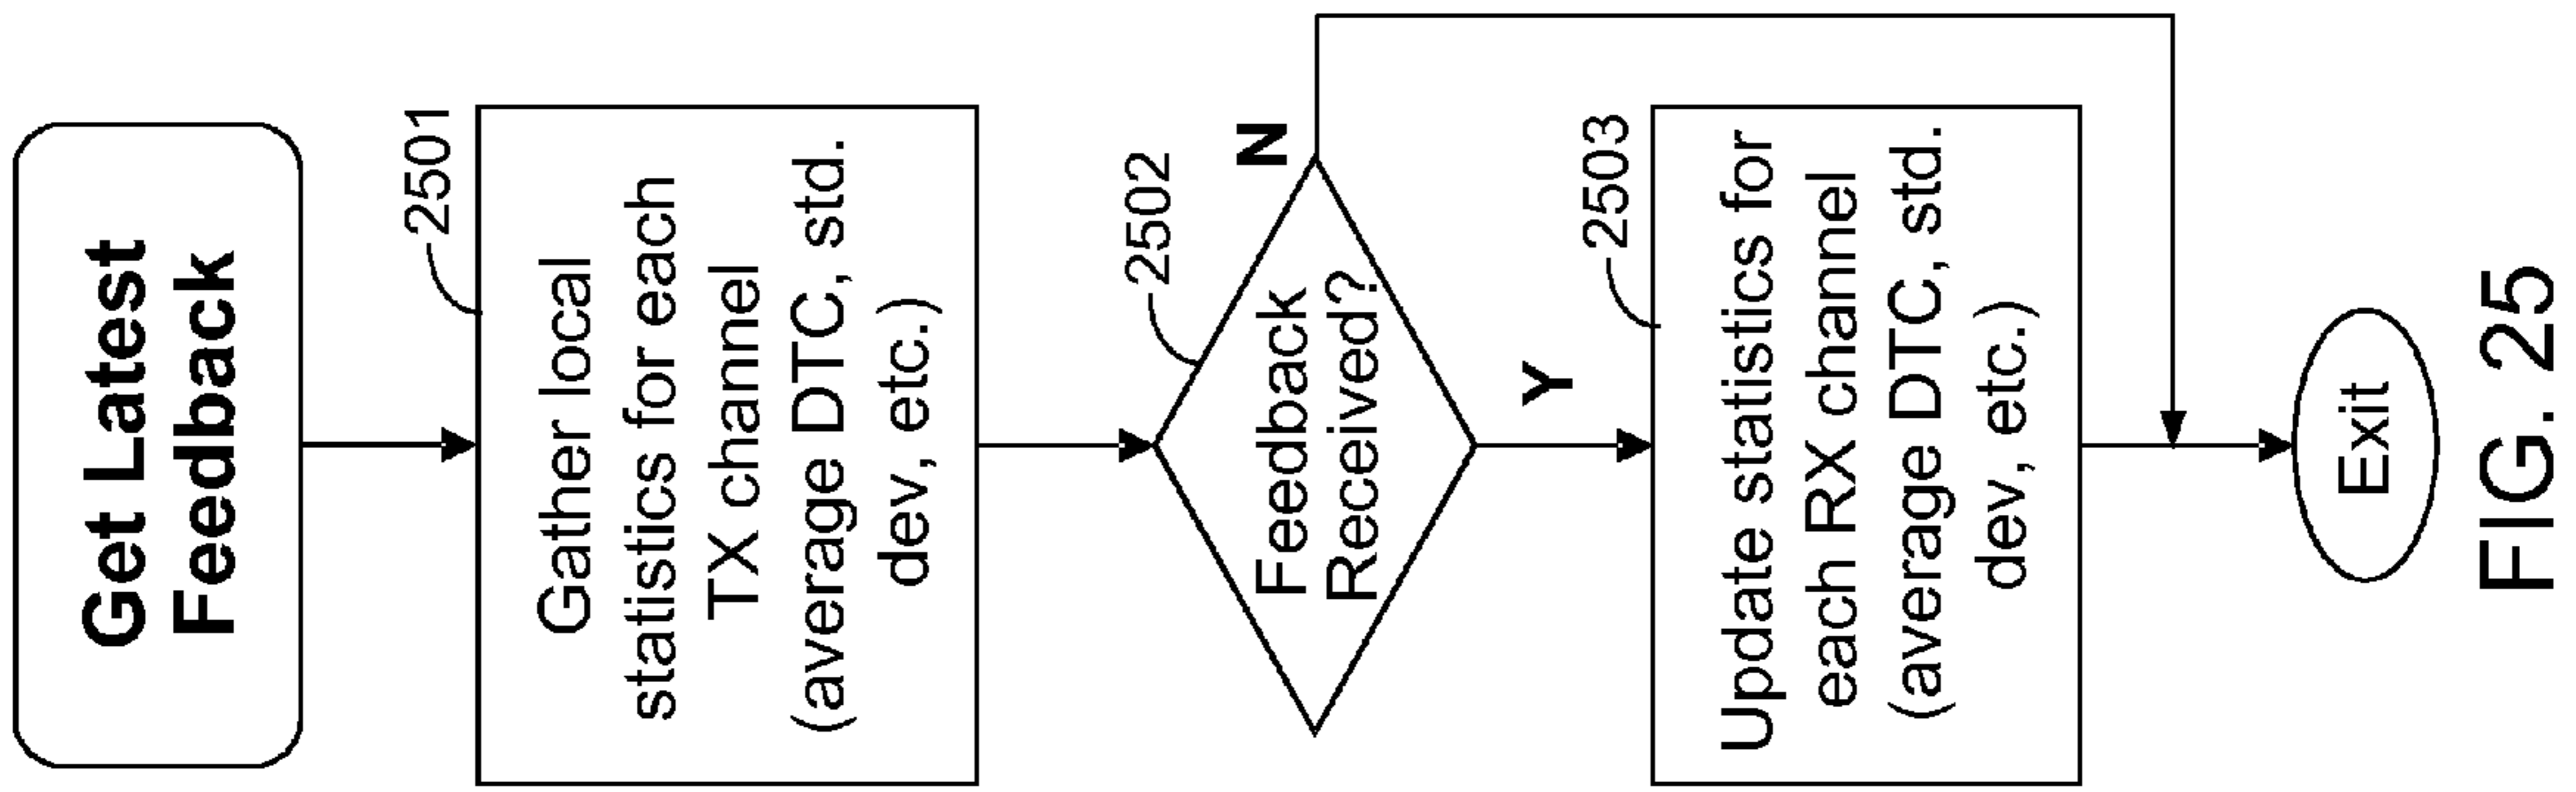 Get Latest
Feedback
2501
Gather local
statistics for each
TX channel
(average DTC, std.
dev, etc.)
2502
N
Feedback
Received?
Y
2503
Update statistics for
each RX channel
(average DTC, std.
dev, etc.)
Exit
FIG. 25